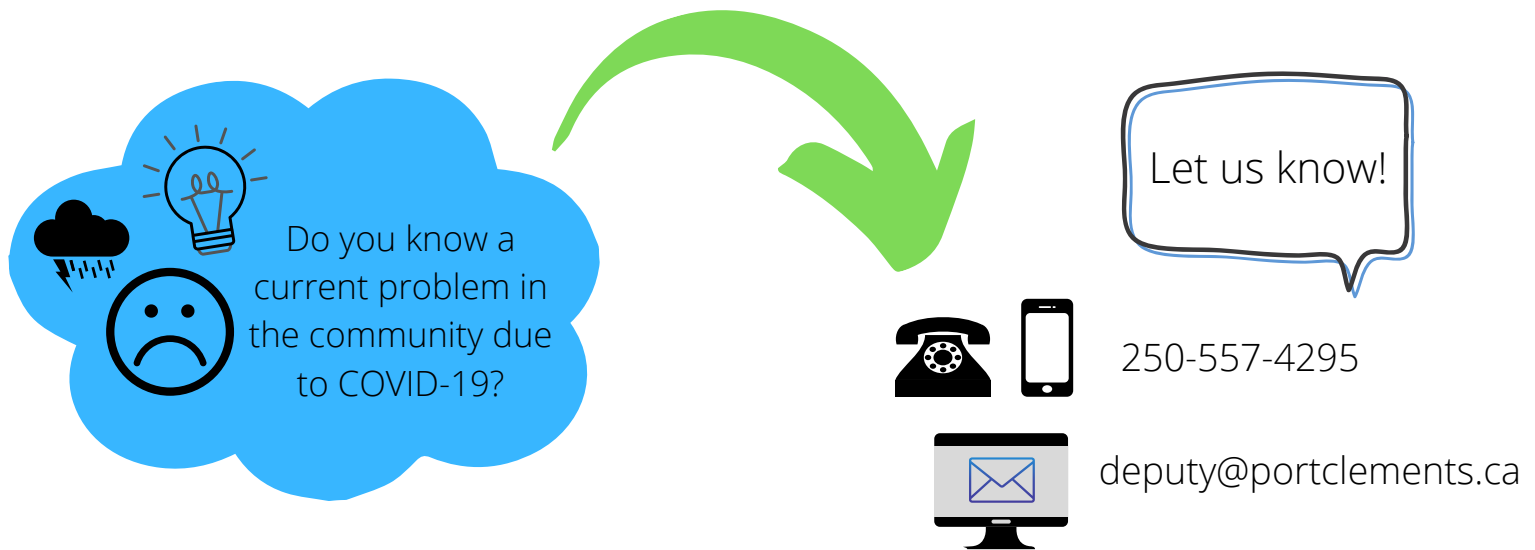 Do you know a
current problem in
the community due
to COVID-19?
Let us know!
250-557-4295
deputy@portclements.ca